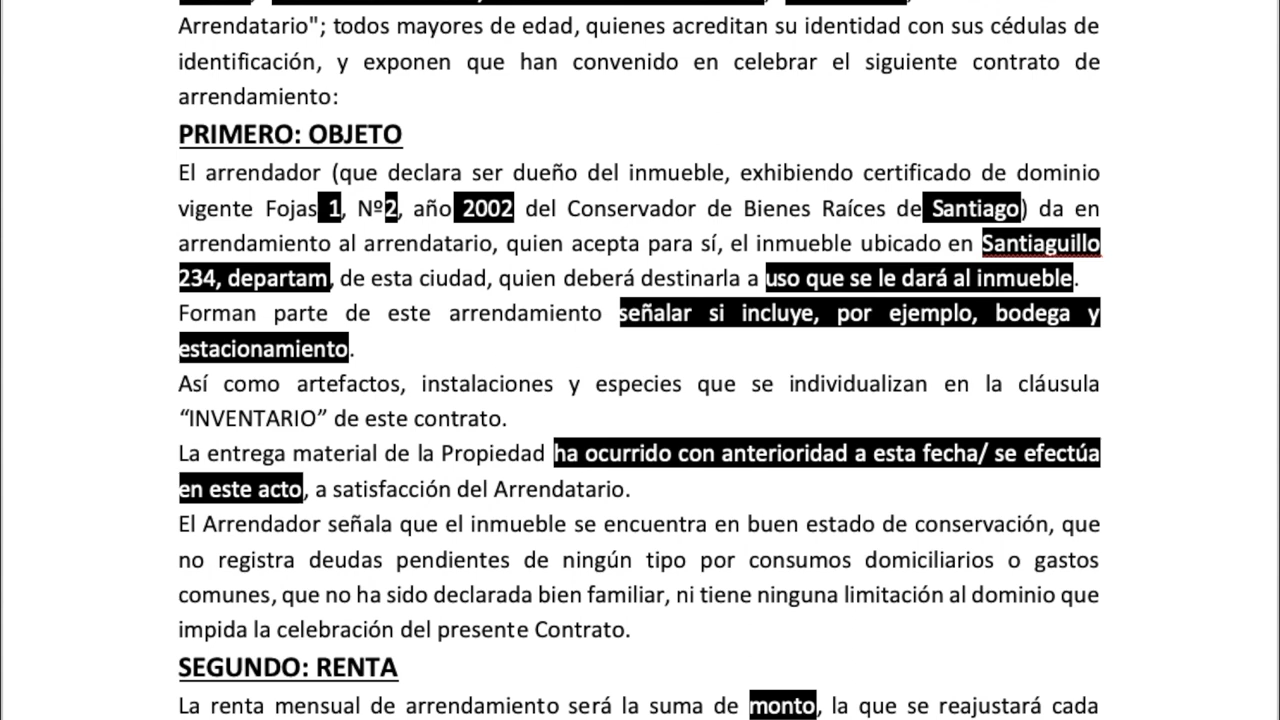 Arrendatario"; todos mayores de edad, quienes acreditan su identidad con sus cédulas de
identificación, y exponen que han convenido en celebrar el siguiente contrato de
arrendamiento:
PRIMERO: OBJETO
El arrendador (que declara ser dueño del inmueble, exhibiendo certificado de dominio
vigente Fojas 1, Nº2, año 2002 del Conservador de Bienes Raíces de Santiago) da en
arrendamiento al arrendatario, quien acepta para sí, el inmueble ubicado en Santiaguillo
234, departam, de esta ciudad, quien deberá destinarla a uso que se le dará al inmueble.
Forman parte de este arrendamiento señalar si incluye, por ejemplo, bodega y
estacionamiento.
Así como artefactos, instalaciones y especies que se individualizan en la cláusula
“INVENTARIO” de este contrato.
La entrega material de la Propiedad ha ocurrido con anterioridad a esta fecha/ se efectúa
en este acto, a satisfacción del Arrendatario.
El Arrendador señala que el inmueble se encuentra en buen estado de conservación, que
no registra deudas pendientes de ningún tipo por consumos domiciliarios o gastos
comunes, que no ha sido declarada bien familiar, ni tiene ninguna limitación al dominio que
impida la celebración del presente Contrato.
SEGUNDO: RENTA
La renta mensual de arrendamiento será la suma de monto, la que se reajustará cada